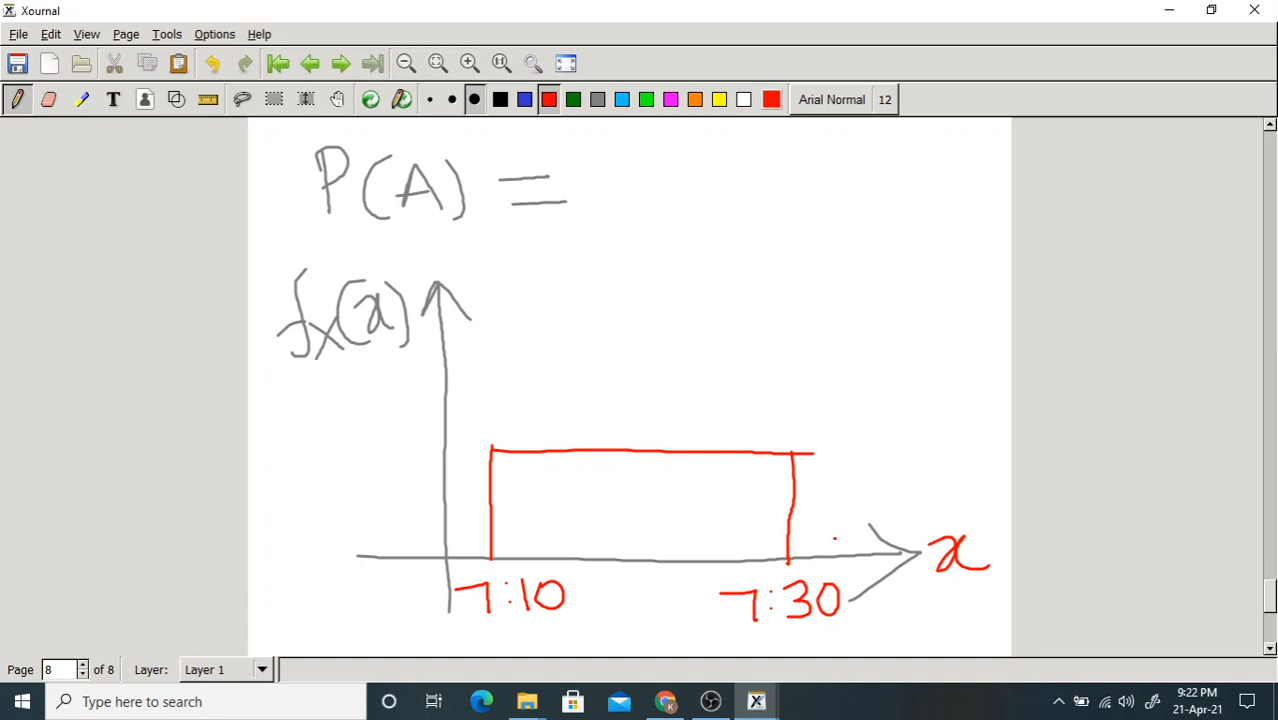 Xournal
File Edit View Page Tools Options Help
T Arial Normal 12
P(A) =
fx(x)
x
7:10 7:30
Page 8 of 8 Layer: Layer 1
Type here to search
9:22 PM
21-Apr-21